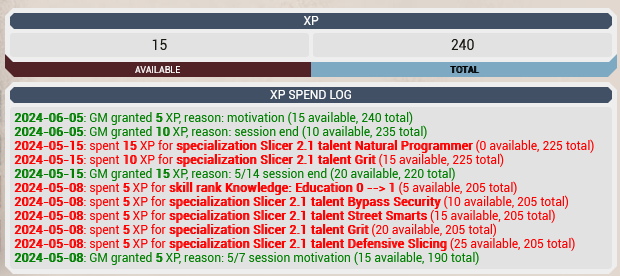 XP
15 240
AVAILABLE TOTAL
XP SPEND LOG
2024-06-05: GM granted 5 XP, reason: motivation (15 available, 240 total)
2024-06-05: GM granted 10 XP, reason: session end (10 available, 235 total)
2024-05-15: spent 15 XP for specialization Slicer 2.1 talent Natural Programmer (0 available, 225 total)
2024-05-15: spent 10 XP for specialization Slicer 2.1 talent Grit (15 available, 225 total)
2024-05-15: GM granted 15 XP, reason: 5/14 session end (20 available, 220 total)
2024-05-08: spent 5 XP for skill rank Knowledge: Education 0 --> 1 (5 available, 205 total)
2024-05-08: spent 5 XP for specialization Slicer 2.1 talent Bypass Security (10 available, 205 total)
2024-05-08: spent 5 XP for specialization Slicer 2.1 talent Street Smarts (15 available, 205 total)
2024-05-08: spent 5 XP for specialization Slicer 2.1 talent Grit (20 available, 205 total)
2024-05-08: spent 5 XP for specialization Slicer 2.1 talent Defensive Slicing (25 available, 205 total)
2024-05-08: GM granted 5 XP, reason: 5/7 session motivation (15 available, 190 total)